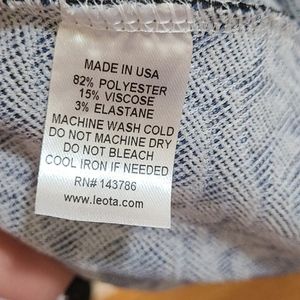 MADE IN USA
82% POLYESTER
15% VISCOSE
3% ELASTANE
MACHINE WASH COLD
DO NOT MACHINE DRY
DO NOT BLEACH
COOL IRON IF NEEDED
RN# 143786
www.leota.com